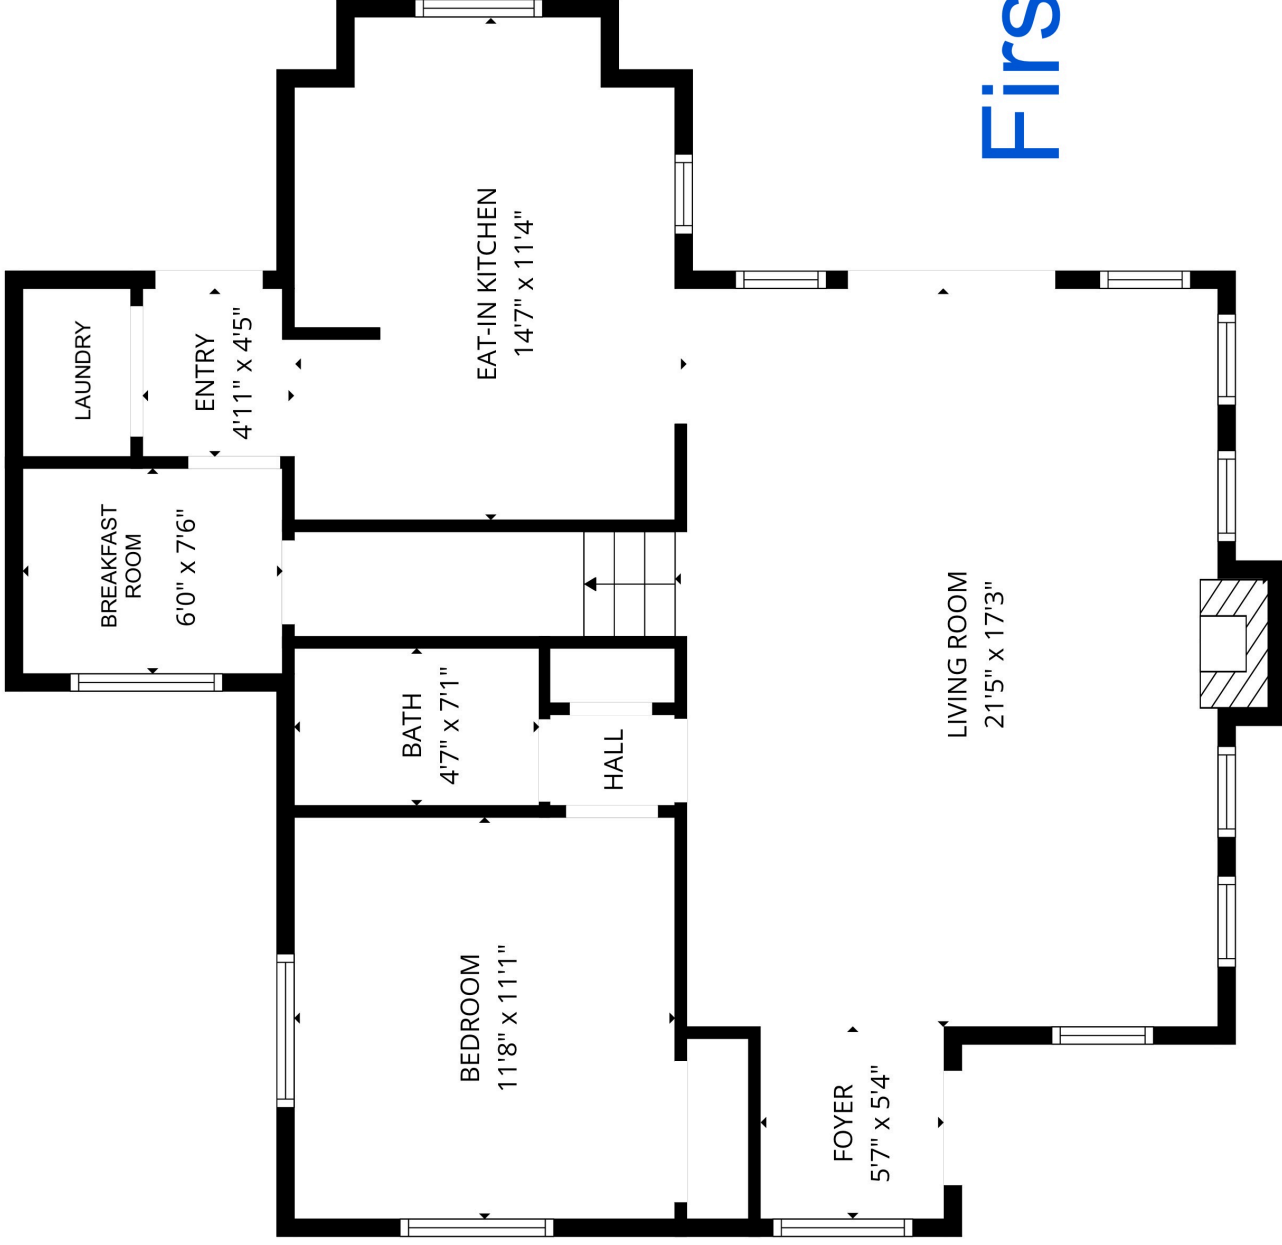 Firs
EAT-IN KITCHEN
14'7" x 11'4"
LAUNDRY
ENTRY
4'11" x 4'5"
BREAKFAST
ROOM
6'0" x 7'6"
BATH
4'7" x 7'1"
HALL
LIVING ROOM
21'5" x 17'3"
BEDROOM
11'8" x 11'1"
FOYER
5'7" x 5'4"